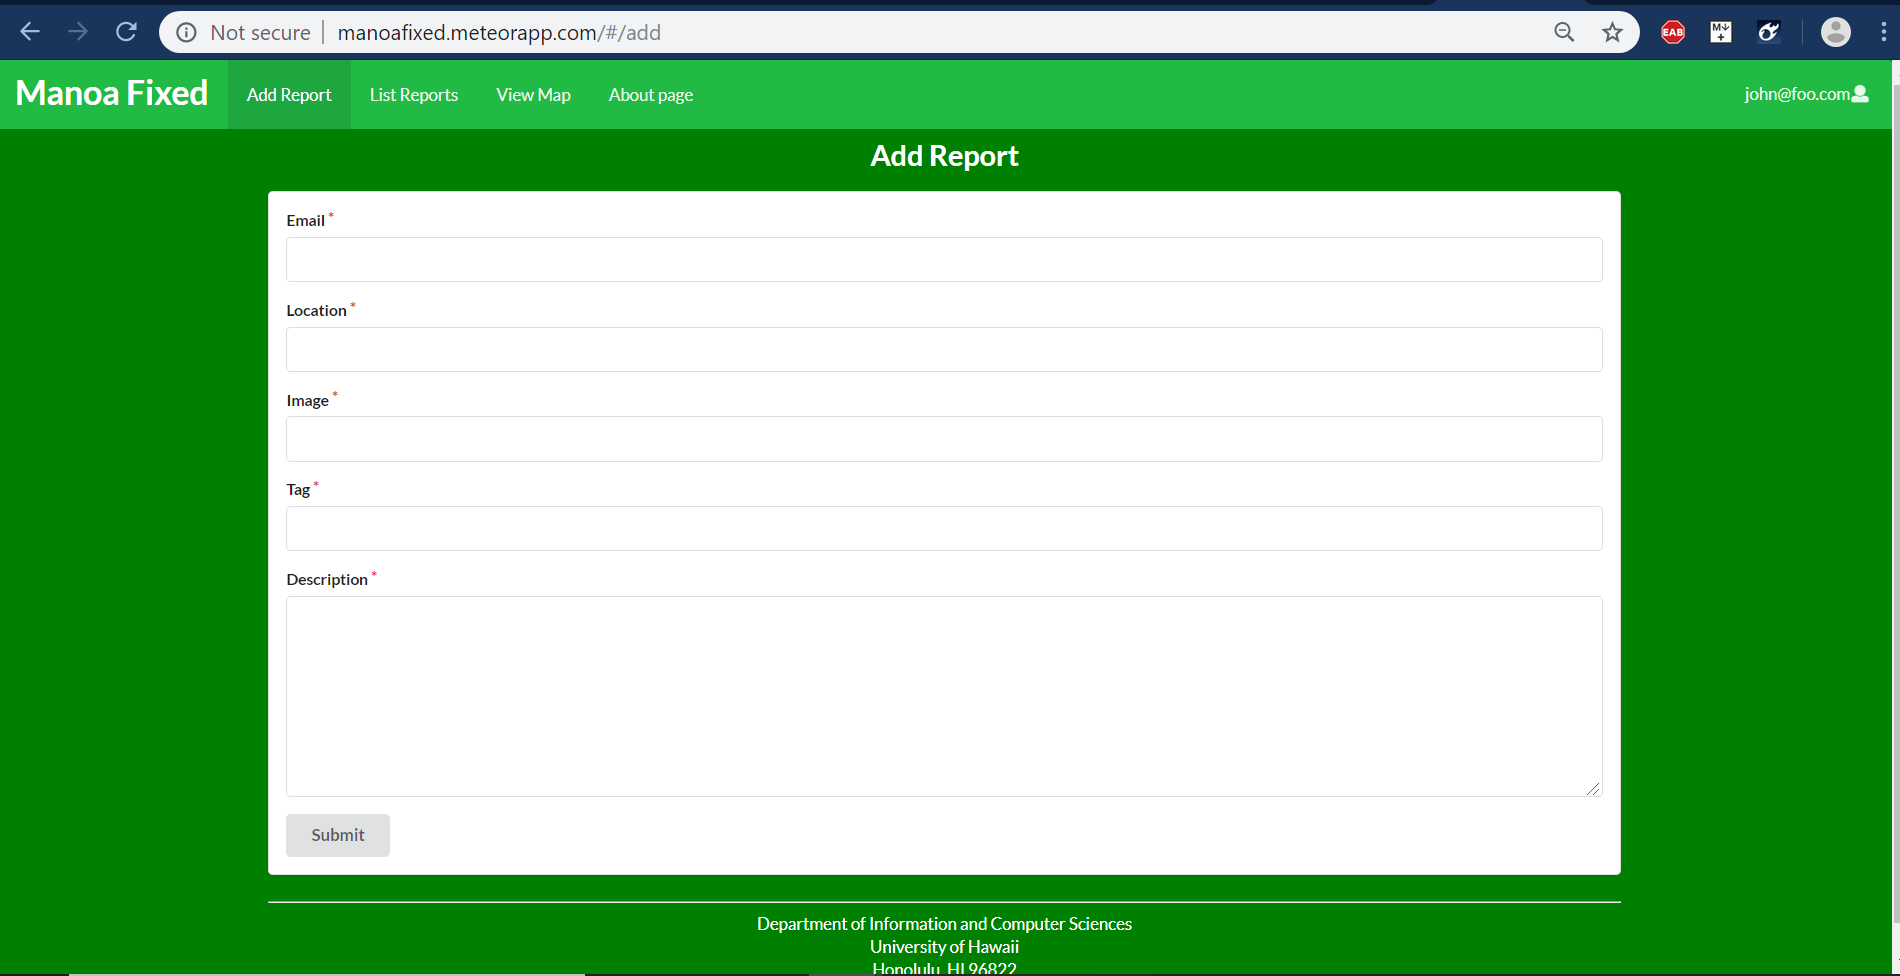 Not secure | manoafixed.meteorapp.com/#/add
EAB
M
Manoa Fixed Add Report List Reports View Map About page john@foo.com
Add Report
Email *
Location *
Image *
Tag *
Description *
Submit
Department of Information and Computer Sciences
University of Hawaii
Honolulu, HI 96822